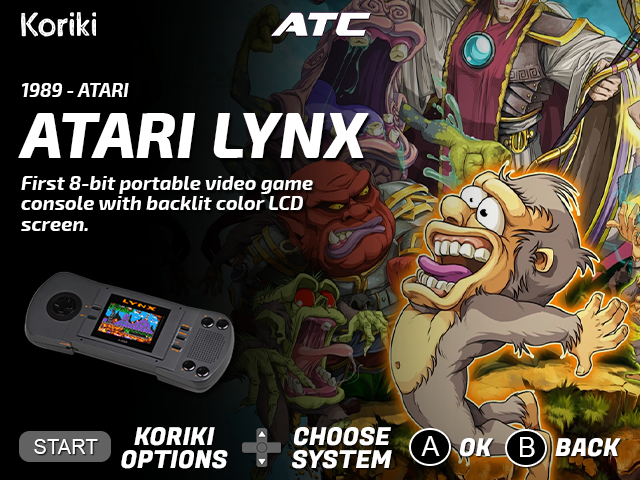 Koriki
ATC
1989 - ATARI
ATARI LYNX
First 8-bit portable video game
console with backlit color LCD
screen.
LYNX
START
KORIKI
OPTIONS
CHOOSE
SYSTEM
A OK
B BACK